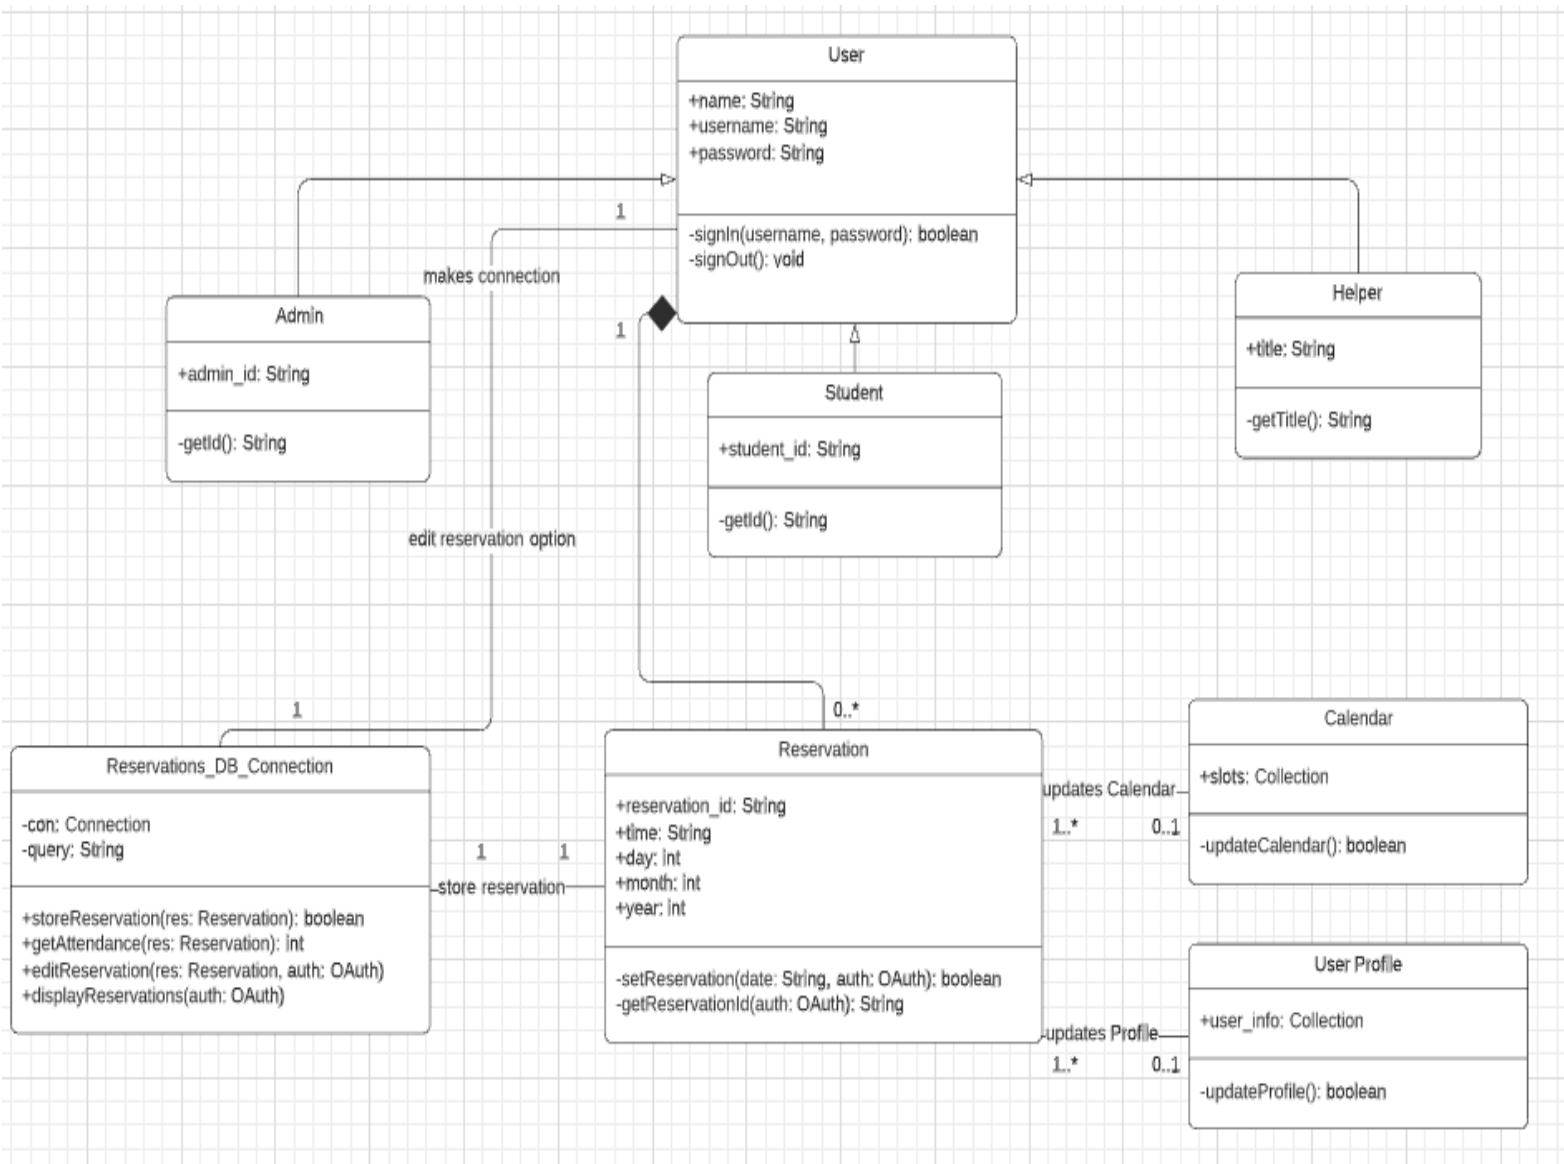 User
+name: String
+username: String
+password: String
-signIn(username, password): boolean
-signOut(): void
1
makes connection
1
Admin
+admin_id: String
-getId(): String
Helper
+title: String
-getTitle(): String
Student
+student_id: String
-getId(): String
edit reservation option
1
0..*
Reservations_DB_Connection
-con: Connection
-query: String
+storeReservation(res: Reservation): boolean
+getAttendance(res: Reservation): int
+editReservation(res: Reservation, auth: OAuth)
+displayReservations(auth: OAuth)
1 1
store reservation
Reservation
+reservation_id: String
+time: String
+day: int
+month: int
+year: int
-setReservation(date: String, auth: OAuth): boolean
-getReservationId(auth: OAuth): String
updates Calendar
1..* 0..1
Calendar
+slots: Collection
-updateCalendar(): boolean
updates Profile
1..* 0..1
User Profile
+user_info: Collection
-updateProfile(): boolean